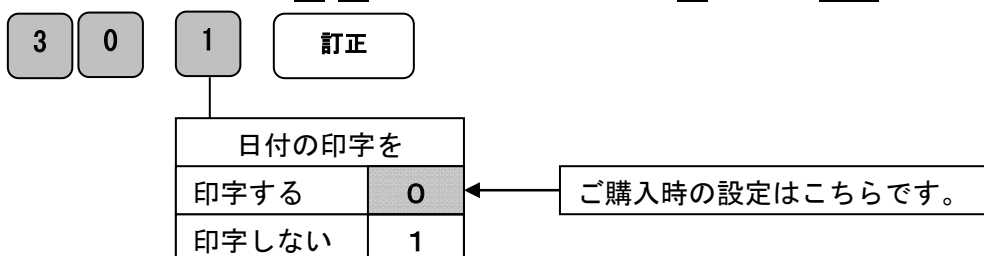 3 0 1 訂正
日付の印字を
印字する 0 ご購入時の設定はこちらです。
印字しない 1